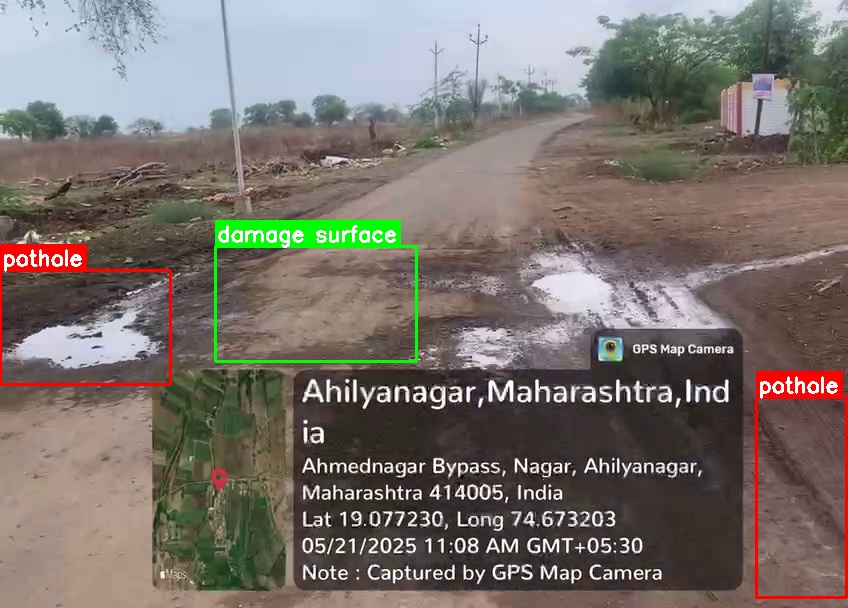 damage surface
pothole
GPS Map Camera
pothole
Ahilyanagar,Maharashtra,Ind
ia
Ahmednagar Bypass, Nagar, Ahilyanagar,
Maharashtra 414005, India
Lat 19.077230, Long 74.673203
05/21/2025 11:08 AM GMT+05:30
Note : Captured by GPS Map Camera
Maps